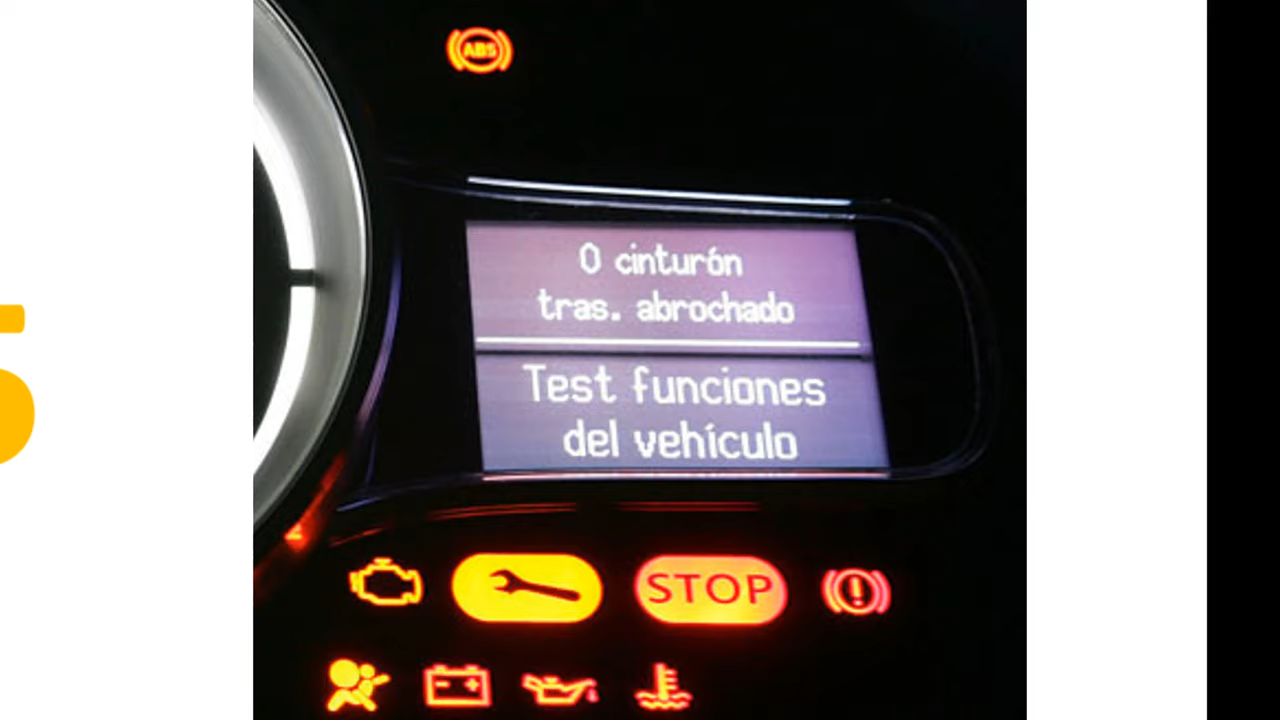 ABS
0 cinturón
tras. abrochado
Test funciones
del vehículo
STOP